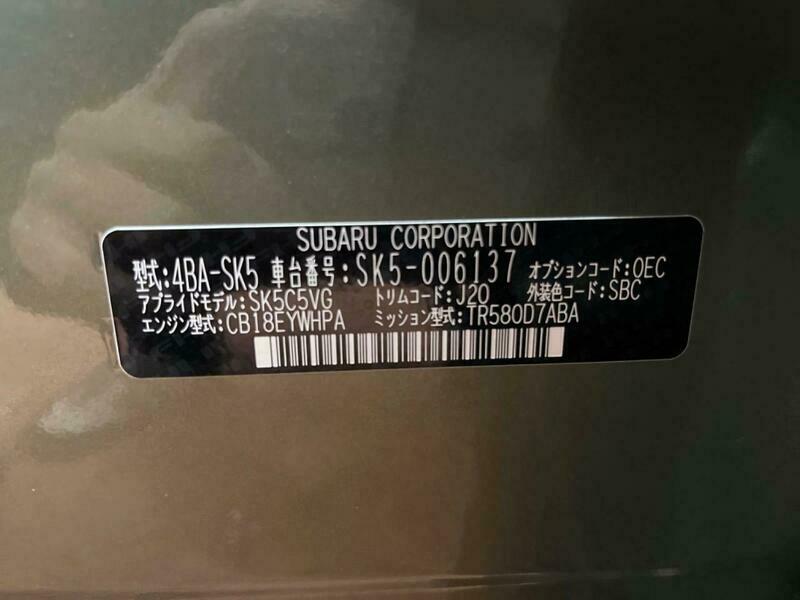 SUBARU CORPORATION
型式:4BA-SK5 車台番号:SK5-006137 オプションコード:OEC
アプライドモデル:SK5C5VG トリムコード:J20 外装色コード:SBC
エンジン型式:CB18EYWHPA ミッション型式:TR580D7ABA